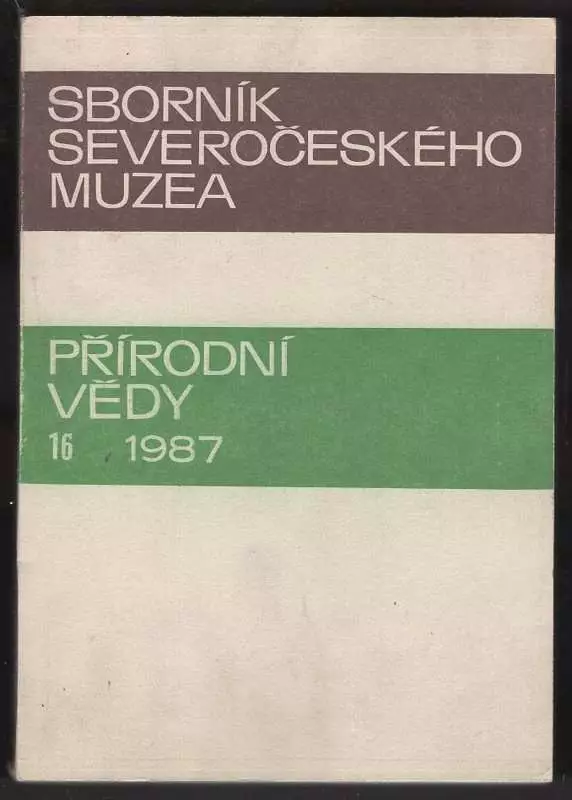 SBORNÍK
SEVEROČESKÉHO
MUZEA
PŘÍRODNÍ
VĚDY
16 1987